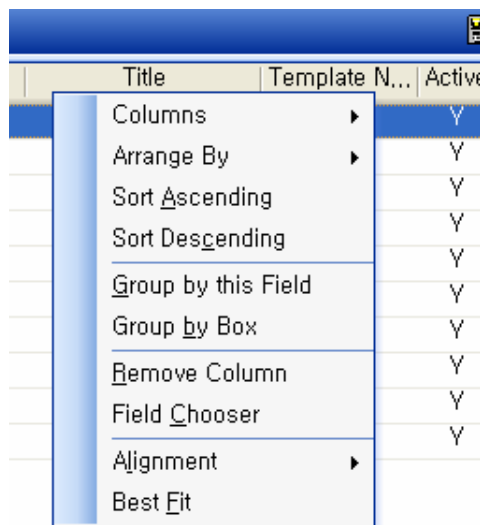 Title Template N... Active
Columns Y
Arrange By Y
Sort Ascending Y
Sort Descending Y
Y
Group by this Field Y
Group by Box Y
Remove Column Y
Field Chooser Y
Alignment Y
Best Fit